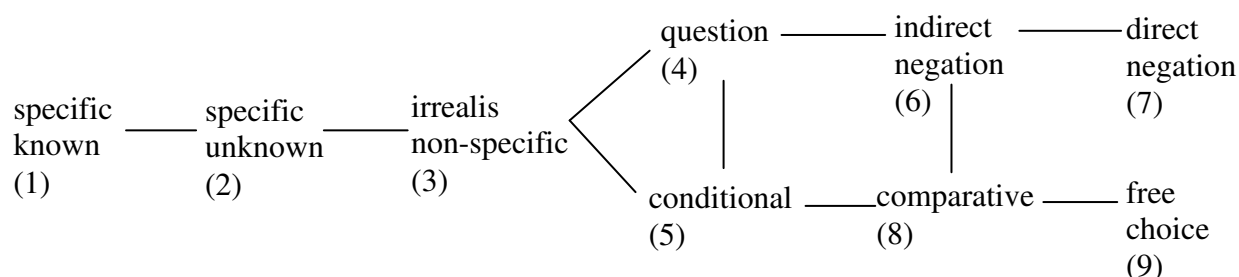 specific
known
(1)
specific
unknown
(2)
irrealis
non-specific
(3)
question
(4)
conditional
(5)
indirect
negation
(6)
comparative
(8)
direct
negation
(7)
free
choice
(9)